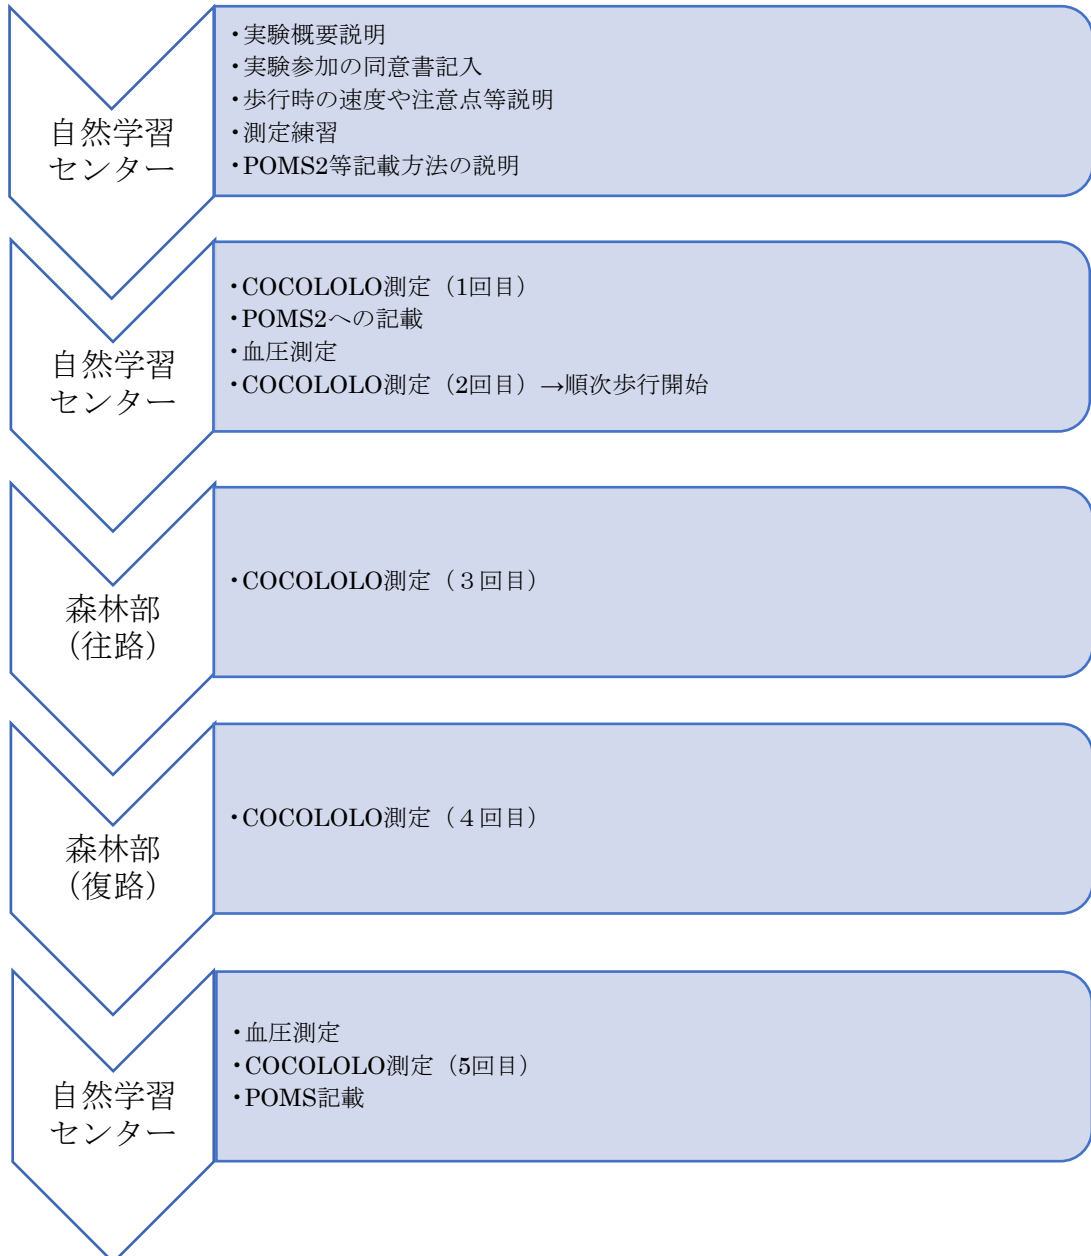 自然学習
センター
・実験概要説明
・実験参加の同意書記入
・歩行時の速度や注意点等説明
・測定練習
・POMS2等記載方法の説明
自然学習
センター
・COCOLOLO測定（1回目）
・POMS2への記載
・血圧測定
・COCOLOLO測定（2回目）→順次歩行開始
森林部
（往路）
・COCOLOLO測定（３回目）
森林部
（復路）
・COCOLOLO測定（４回目）
自然学習
センター
・血圧測定
・COCOLOLO測定（5回目）
・POMS記載